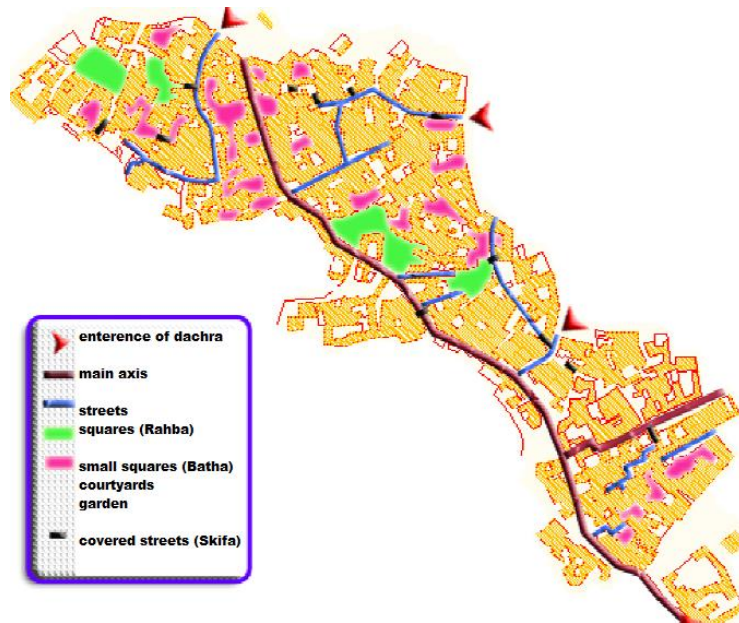 enterence of dachra
main axis
streets
squares (Rahba)
small squares (Batha)
courtyards
garden
covered streets (Skifa)